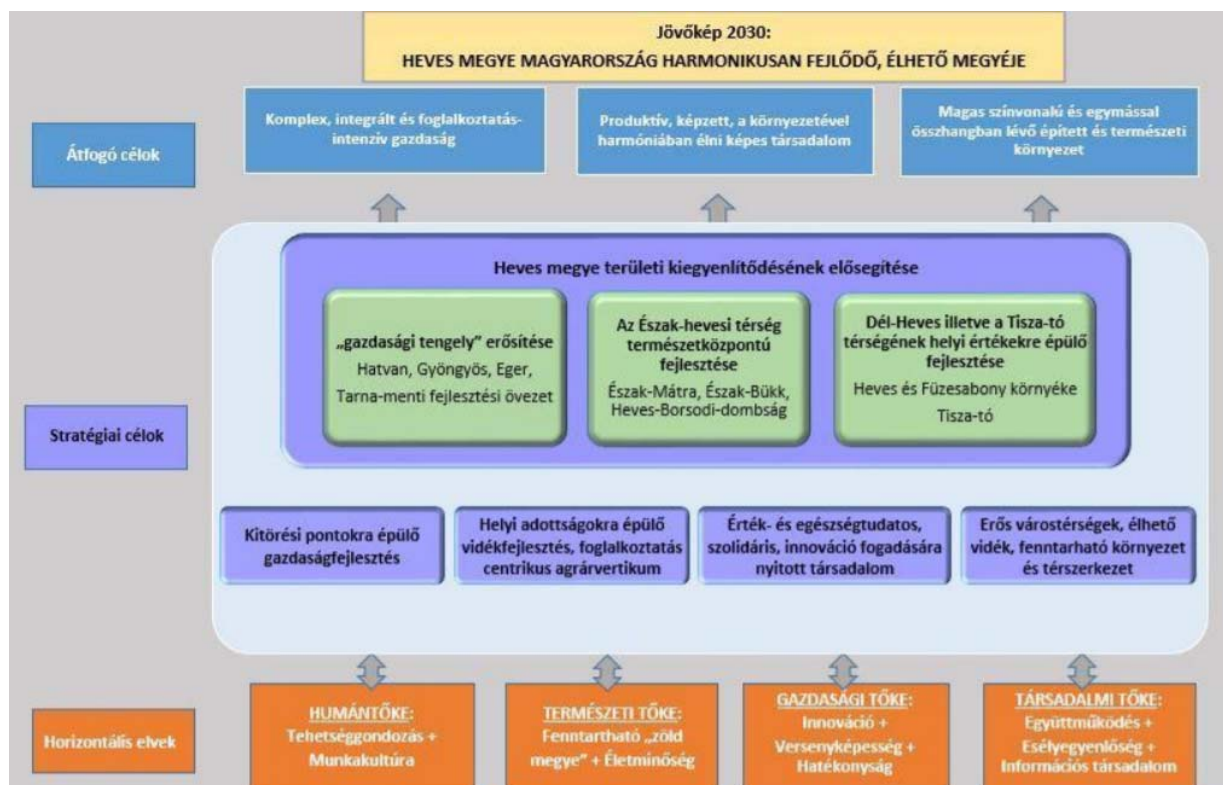 Jövőkép 2030:
HEVES MEGYE MAGYARORSZÁG HARMONIKUSAN FEJLŐDŐ, ÉLHETŐ MEGYÉJE
Átfogó célok
Komplex, integrált és foglalkoztatás-
intenzív gazdaság
Produktív, képzett, a környezetével
harmóniában élni képes társadalom
Magas színvonalú és egymással
összhangban lévő épített és természeti
környezet
Stratégiai célok
Heves megye területi kiegyenlítődésének elősegítése
„gazdasági tengely” erősítése
Hatvan, Gyöngyös, Eger,
Tarna-menti fejlesztési övezet
Az Észak-hevesi térség
természetközpontú
fejlesztése
Észak-Mátra, Észak-Bükk,
Heves-Borsodi-dombság
Dél-Heves illetve a Tisza-tó
térségének helyi értékekre épülő
fejlesztése
Heves és Füzesabony környéke
Tisza-tó
Kitörési pontokra épülő
gazdaságfejlesztés
Helyi adottságokra épülő
vidékfejlesztés, foglalkoztatás
centrikus agrárvertikum
Érték- és egészségtudatos,
szolidáris, innováció fogadására
nyitott társadalom
Erős várostérségek, élhető
vidék, fenntarható környezet
és térszerkezet
Horizontális elvek
HUMÁNTŐKE:
Tehetséggondozás +
Munkakultúra
TERMÉSZETI TŐKE:
Fenntartható „zöld
megye” + Életminőség
GAZDASÁGI TŐKE:
Innováció +
Versenyképesség +
Hatékonyság
TÁRSADALMI TŐKE:
Együttműködés +
Esélyegyenlőség +
Információs társadalom